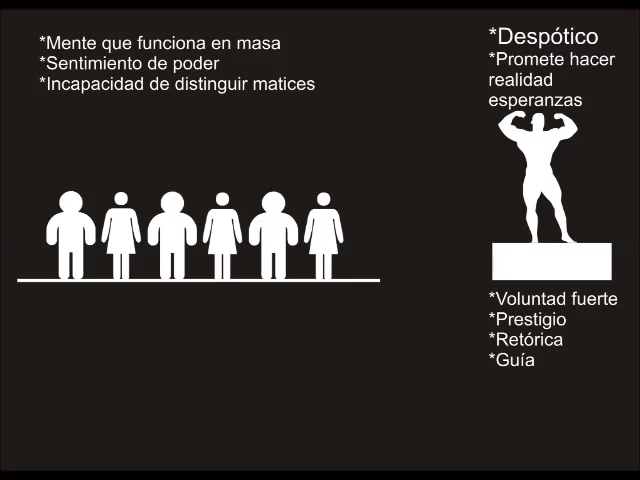 *Mente que funciona en masa
*Sentimiento de poder
*Incapacidad de distinguir matices
*Despótico
*Promete hacer
realidad
esperanzas
*Voluntad fuerte
*Prestigio
*Retórica
*Guía